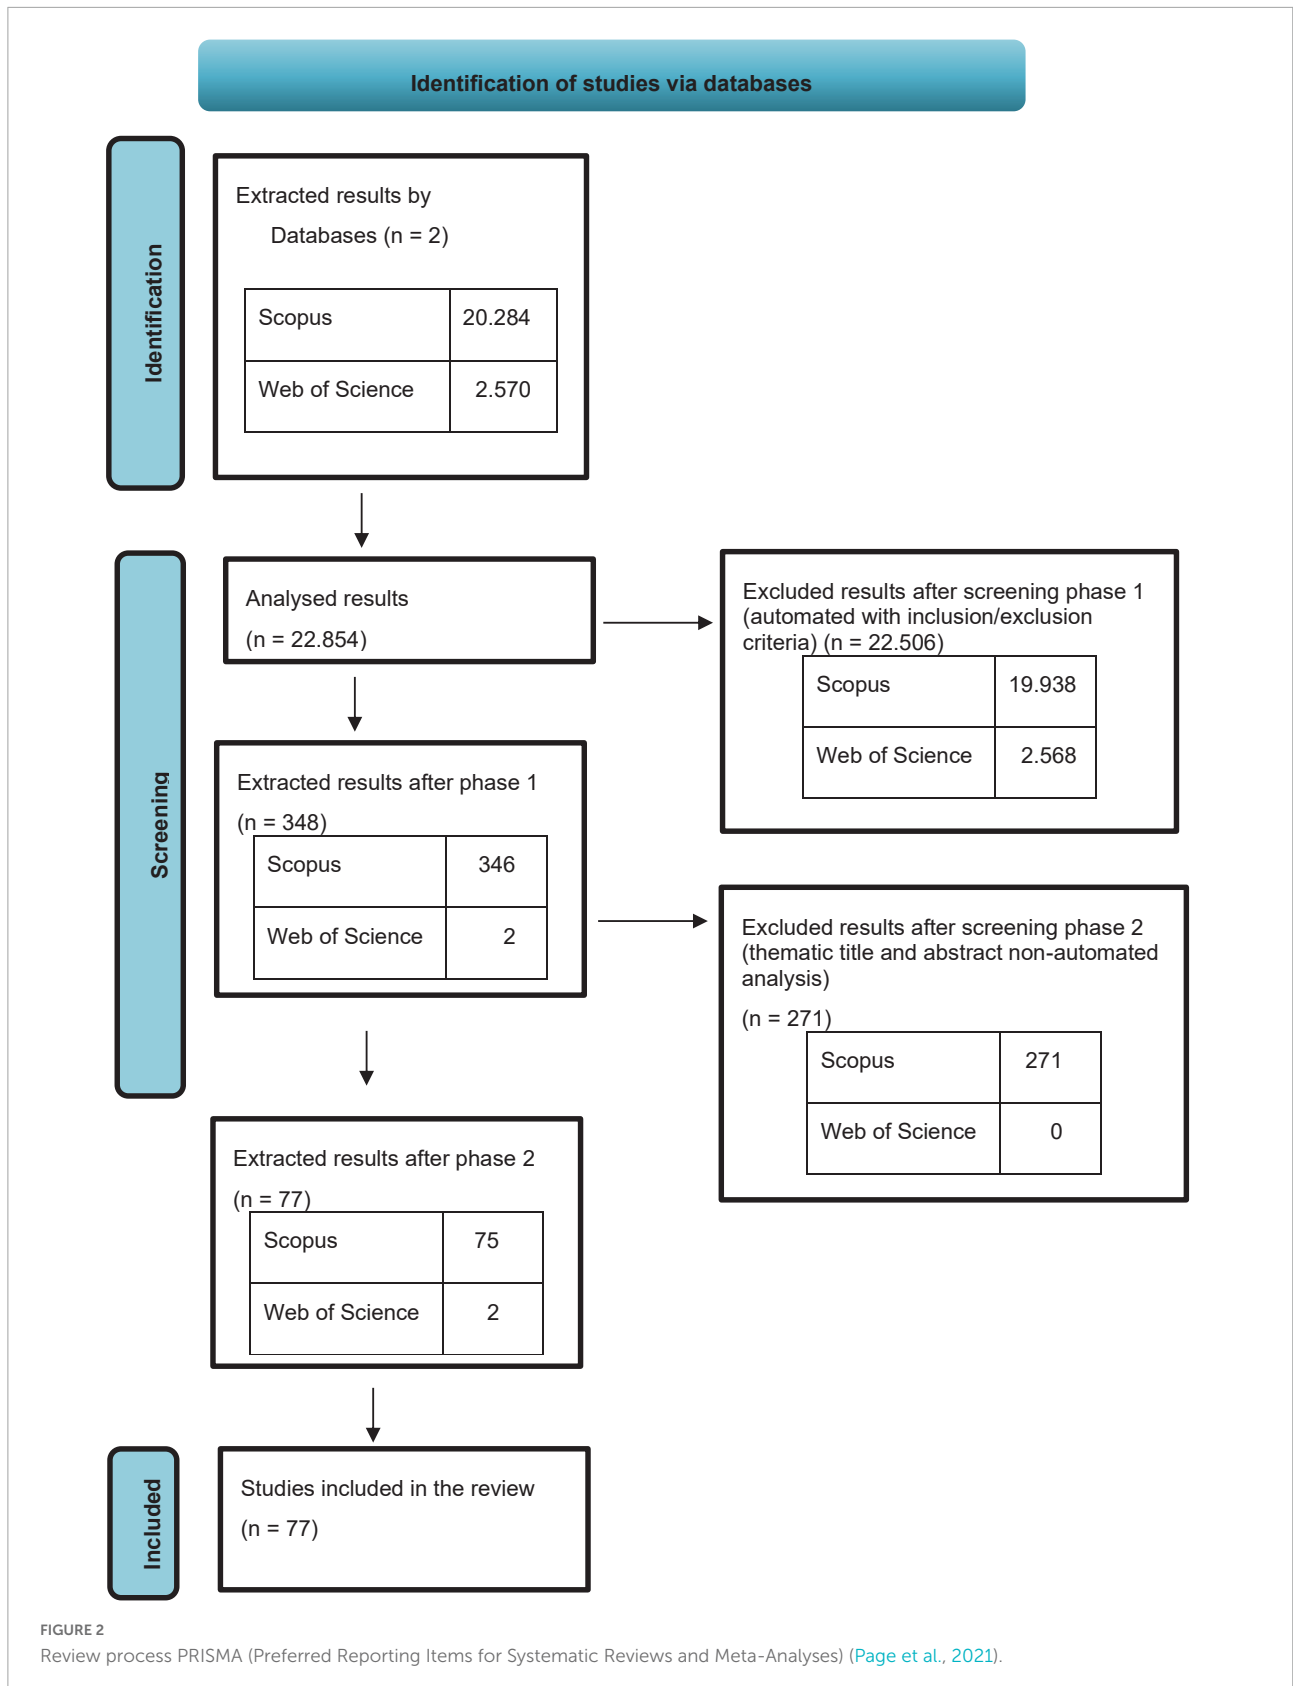 Identification of studies via databases
Identification
Extracted results by
Databases (n = 2)
Scopus 20.284
Web of Science 2.570
Screening
Analysed results
(n = 22.854)
Excluded results after screening phase 1
(automated with inclusion/exclusion
criteria) (n = 22.506)
Scopus 19.938
Web of Science 2.568
Extracted results after phase 1
(n = 348)
Scopus 346
Web of Science 2
Excluded results after screening phase 2
(thematic title and abstract non-automated
analysis)
(n = 271)
Scopus 271
Web of Science 0
Extracted results after phase 2
(n = 77)
Scopus 75
Web of Science 2
Included
Studies included in the review
(n = 77)
FIGURE 2
Review process PRISMA (Preferred Reporting Items for Systematic Reviews and Meta-Analyses) (Page et al., 2021).